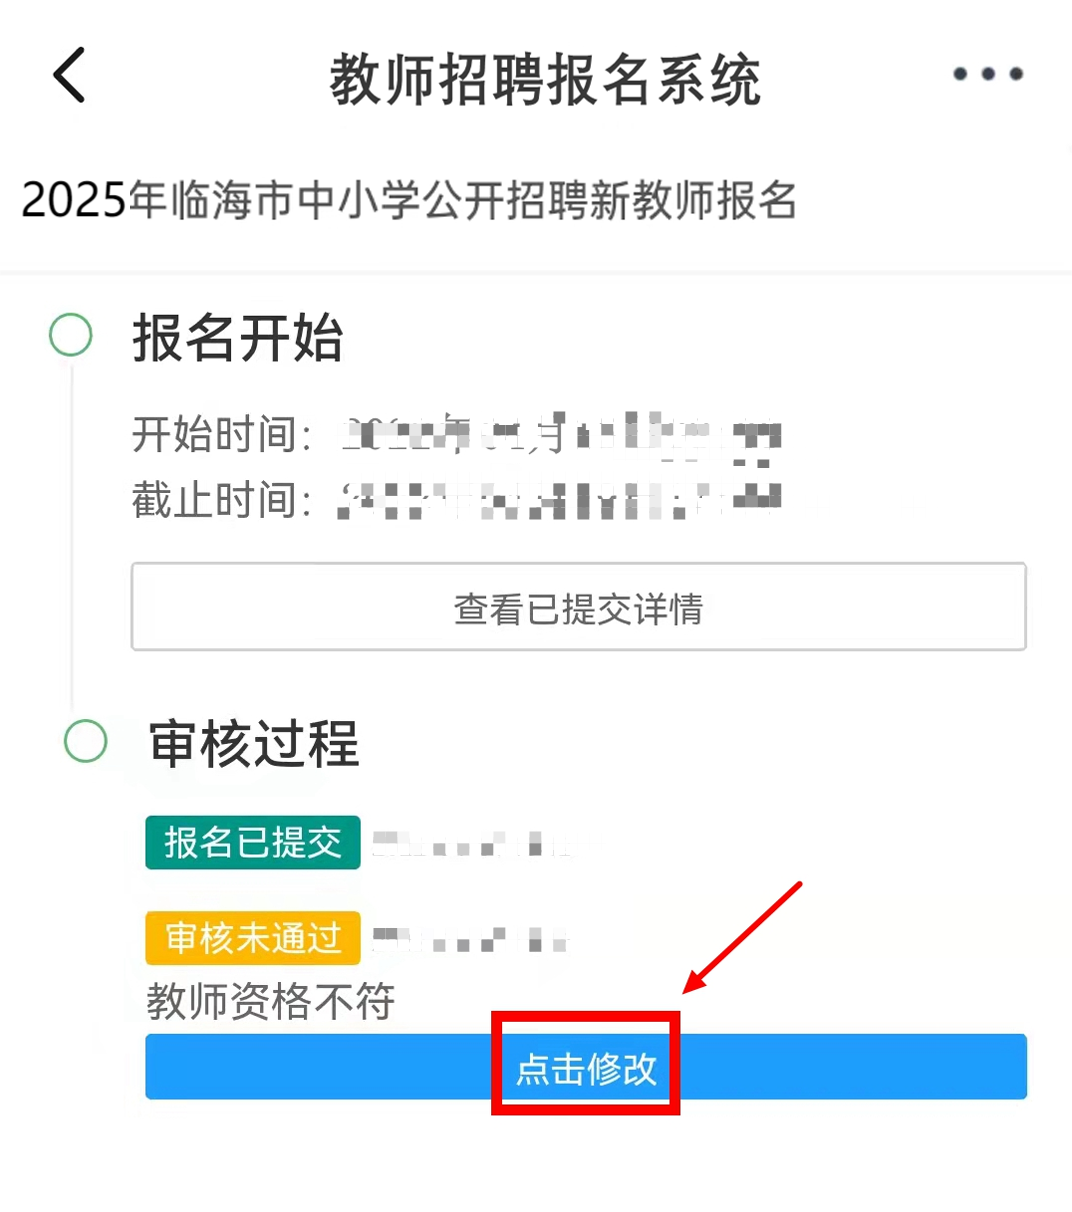 教师招聘报名系统
2025年临海市中小学公开招聘新教师报名
报名开始
开始时间：
截止时间：
查看已提交详情
审核过程
报名已提交
审核未通过
教师资格不符
点击修改